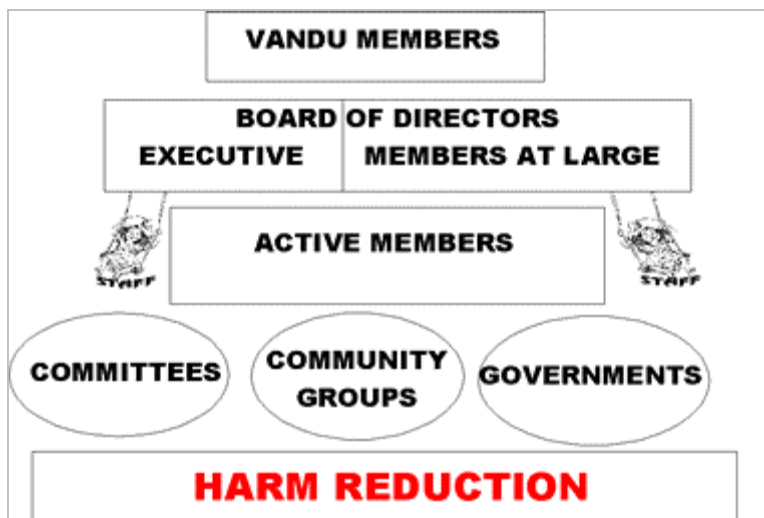 VANDU MEMBERS
BOARD OF DIRECTORS
EXECUTIVE MEMBERS AT LARGE
ACTIVE MEMBERS
STAFF STAFF
COMMITTEES
COMMUNITY
GROUPS
GOVERNMENTS
HARM REDUCTION